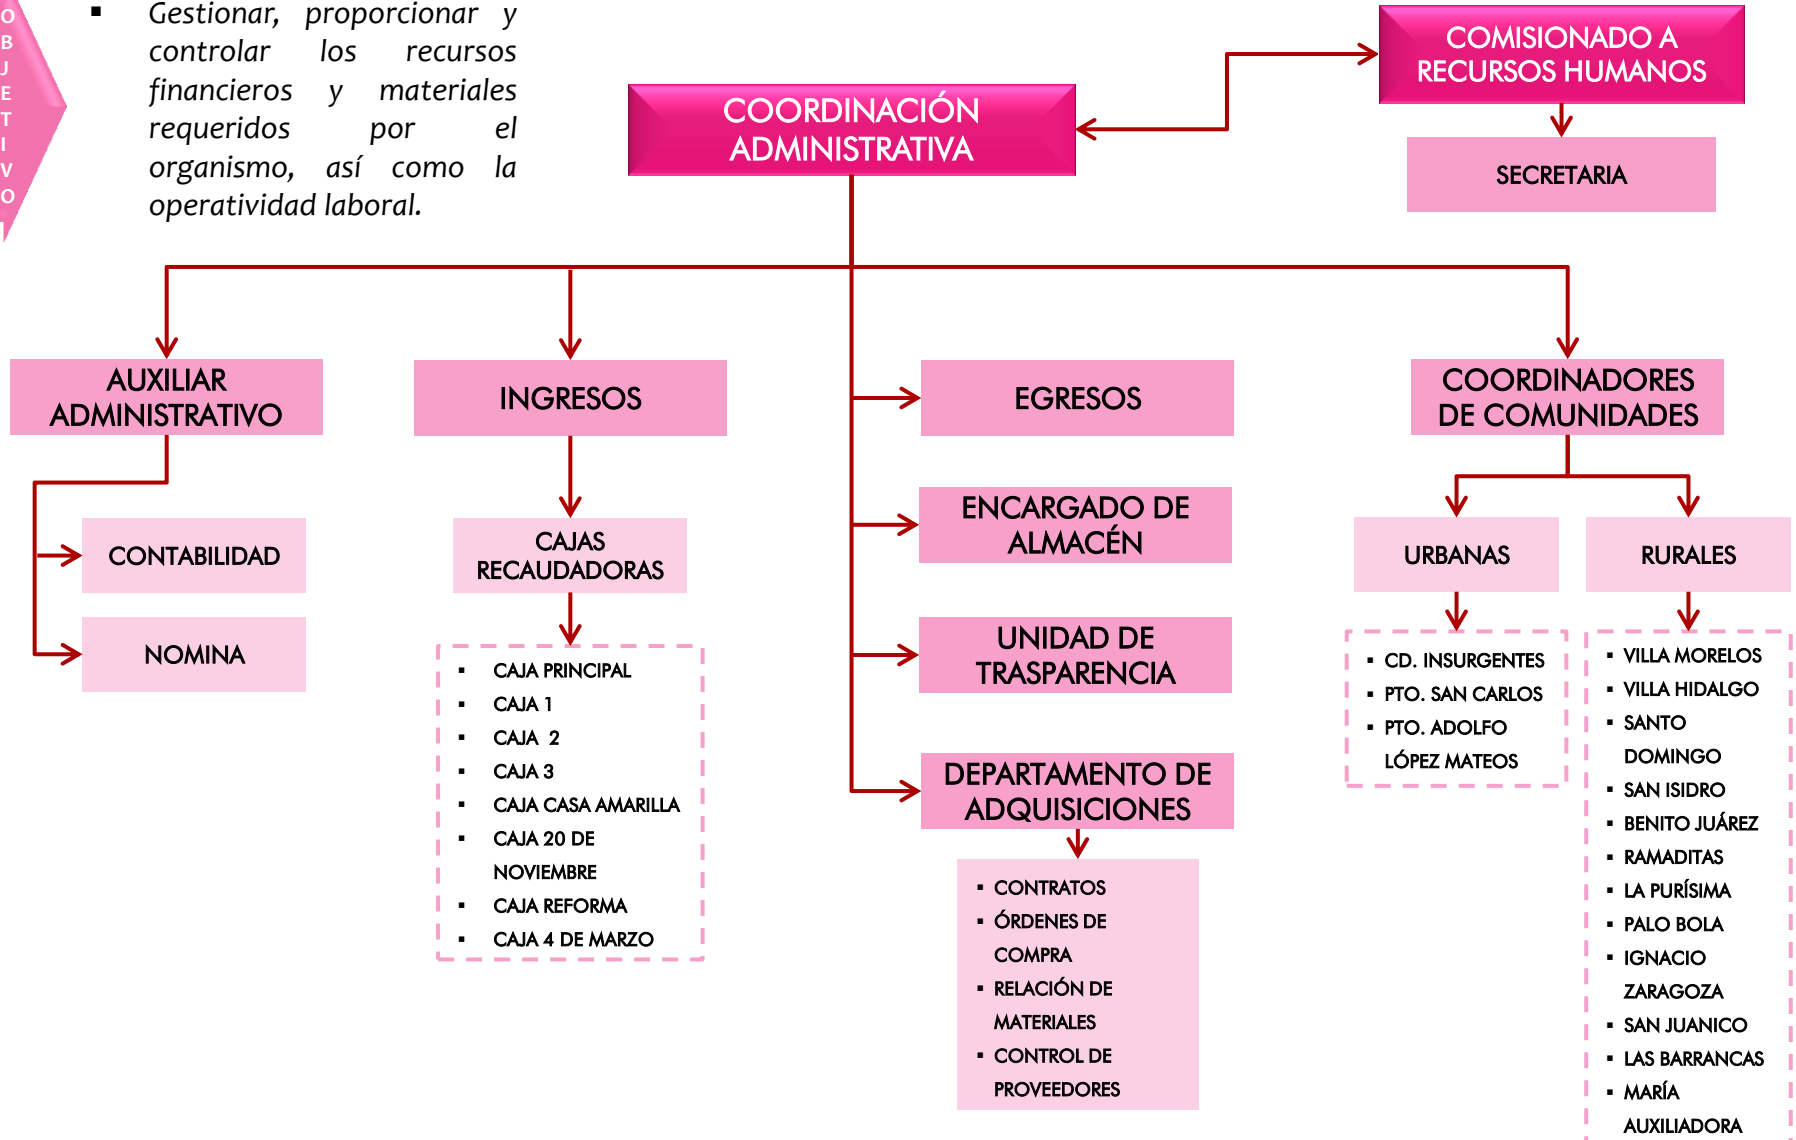 OBJETIVO
▪ Gestionar, proporcionar y
controlar los recursos
financieros y materiales
requeridos por el
organismo, así como la
operatividad laboral.
COORDINACIÓN
ADMINISTRATIVA
COMISIONADO A
RECURSOS HUMANOS
SECRETARIA
AUXILIAR
ADMINISTRATIVO
CONTABILIDAD
NOMINA
INGRESOS
CAJAS
RECAUDADORAS
▪ CAJA PRINCIPAL
▪ CAJA 1
▪ CAJA 2
▪ CAJA 3
▪ CAJA CASA AMARILLA
▪ CAJA 20 DE
NOVIEMBRE
▪ CAJA REFORMA
▪ CAJA 4 DE MARZO
EGRESOS
ENCARGADO DE
ALMACÉN
UNIDAD DE
TRASPARENCIA
DEPARTAMENTO DE
ADQUISICIONES
▪ CONTRATOS
▪ ÓRDENES DE
COMPRA
▪ RELACIÓN DE
MATERIALES
▪ CONTROL DE
PROVEEDORES
COORDINADORES
DE COMUNIDADES
URBANAS
▪ CD. INSURGENTES
▪ PTO. SAN CARLOS
▪ PTO. ADOLFO
LÓPEZ MATEOS
RURALES
▪ VILLA MORELOS
▪ VILLA HIDALGO
▪ SANTO
DOMINGO
▪ SAN ISIDRO
▪ BENITO JUÁREZ
▪ RAMADITAS
▪ LA PURÍSIMA
▪ PALO BOLA
▪ IGNACIO
ZARAGOZA
▪ SAN JUANICO
▪ LAS BARRANCAS
▪ MARÍA
AUXILIADORA